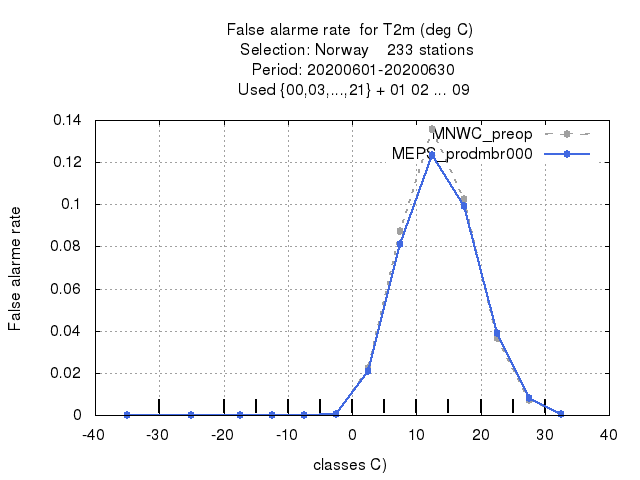 False alarme rate for T2m (deg C)
Selection: Norway 233 stations
Period: 20200601-20200630
Used {00,03,...,21} + 01 02 ... 09
MNWC_preop
MEPS_prodmbr000
False alarme rate
0.14
0.12
0.1
0.08
0.06
0.04
0.02
0
-40 -30 -20 -10 0 10 20 30 40
classes C)